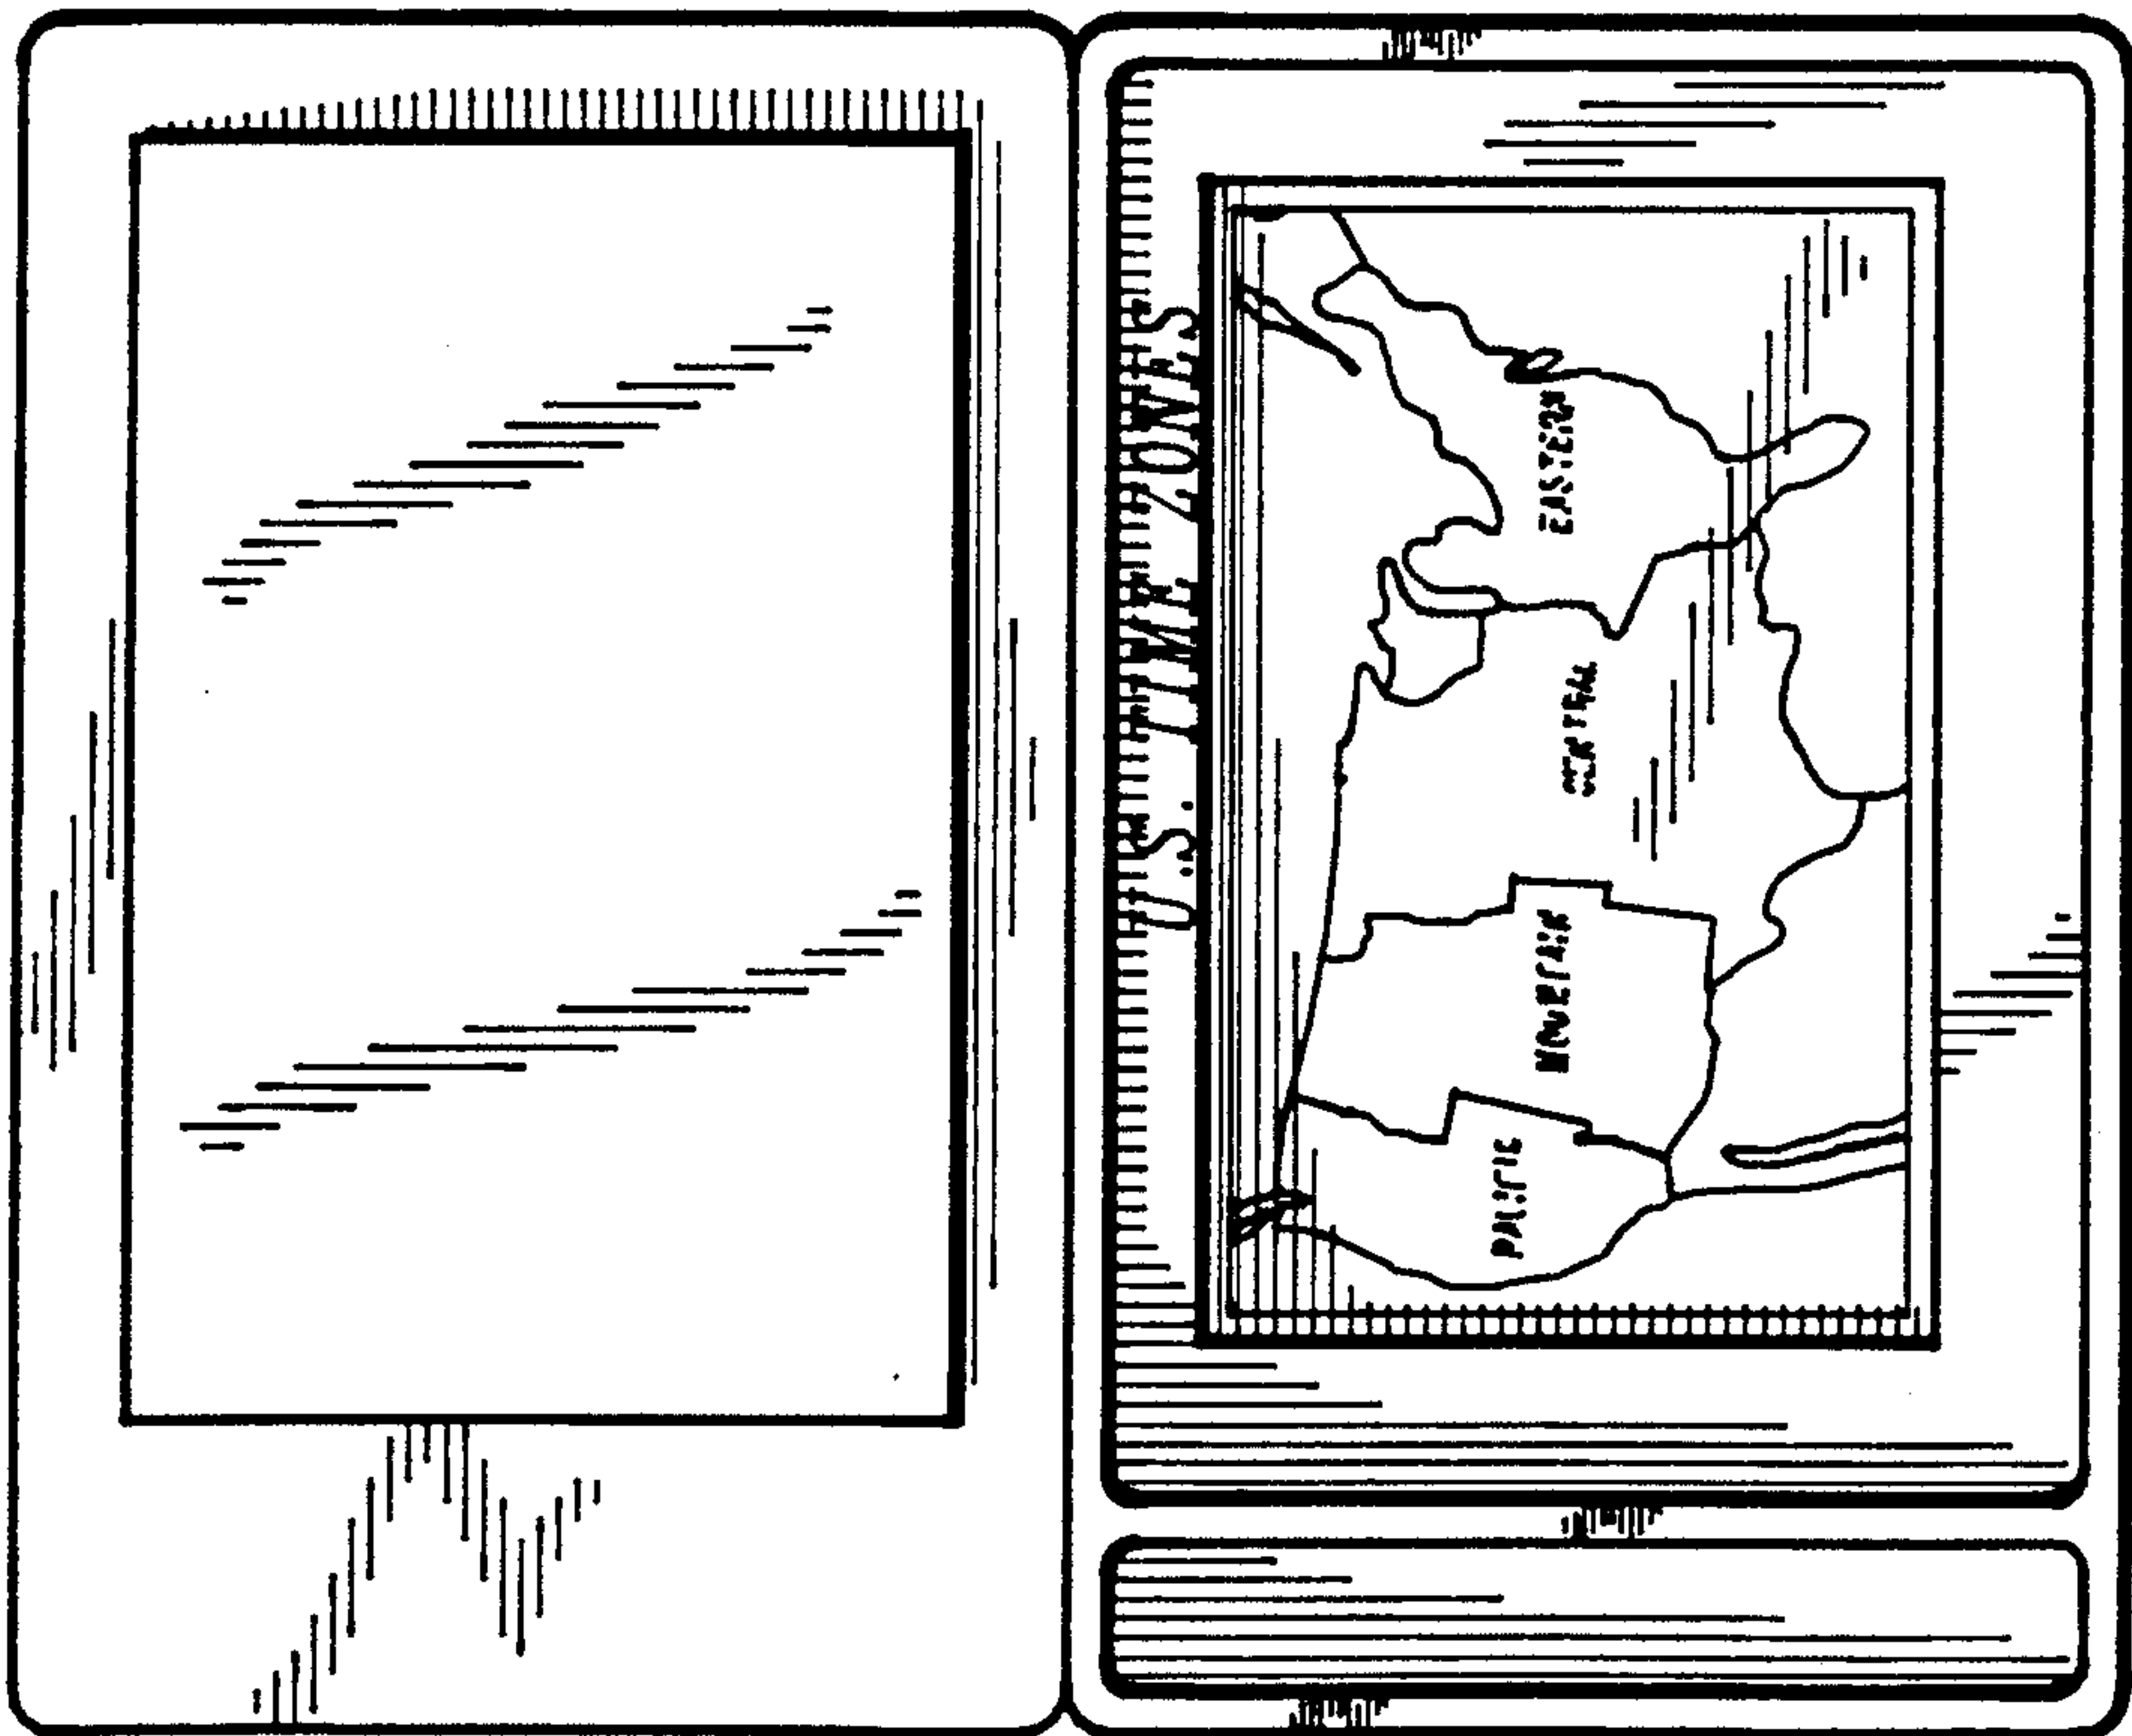 U.S. TIME ZONES
PACIFIC
MOUNTAIN
CENTRAL
EASTERN